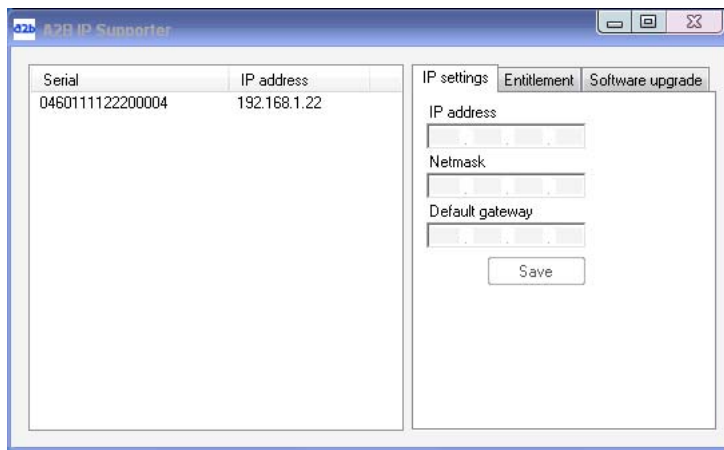 a2b A2B IP Supporter
Serial IP address
0460111122200004 192.168.1.22
IP settings Entitlement Software upgrade
IP address
Netmask
Default gateway
Save